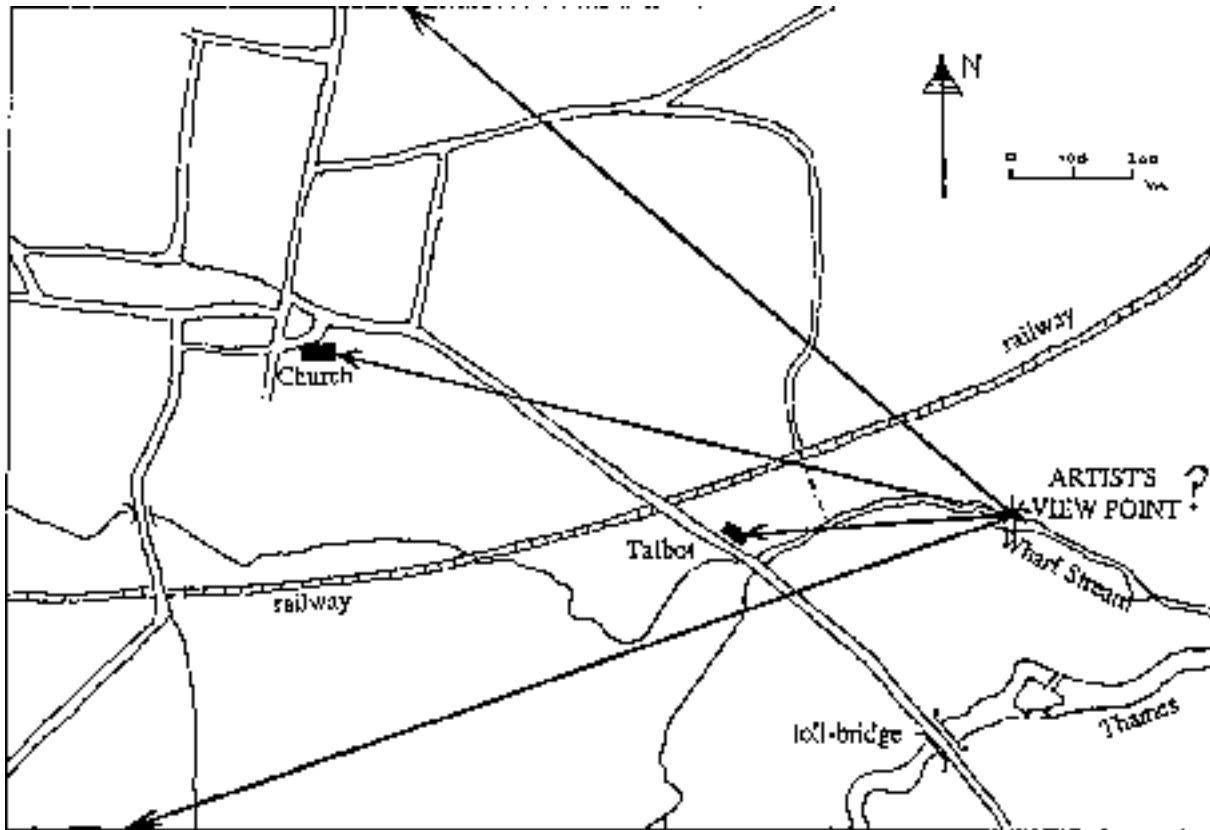 N
railway
Church
ARTIST'S
VIEW POINT ?
Talbot
Wharf Stream
railway
toll-bridge
Thames